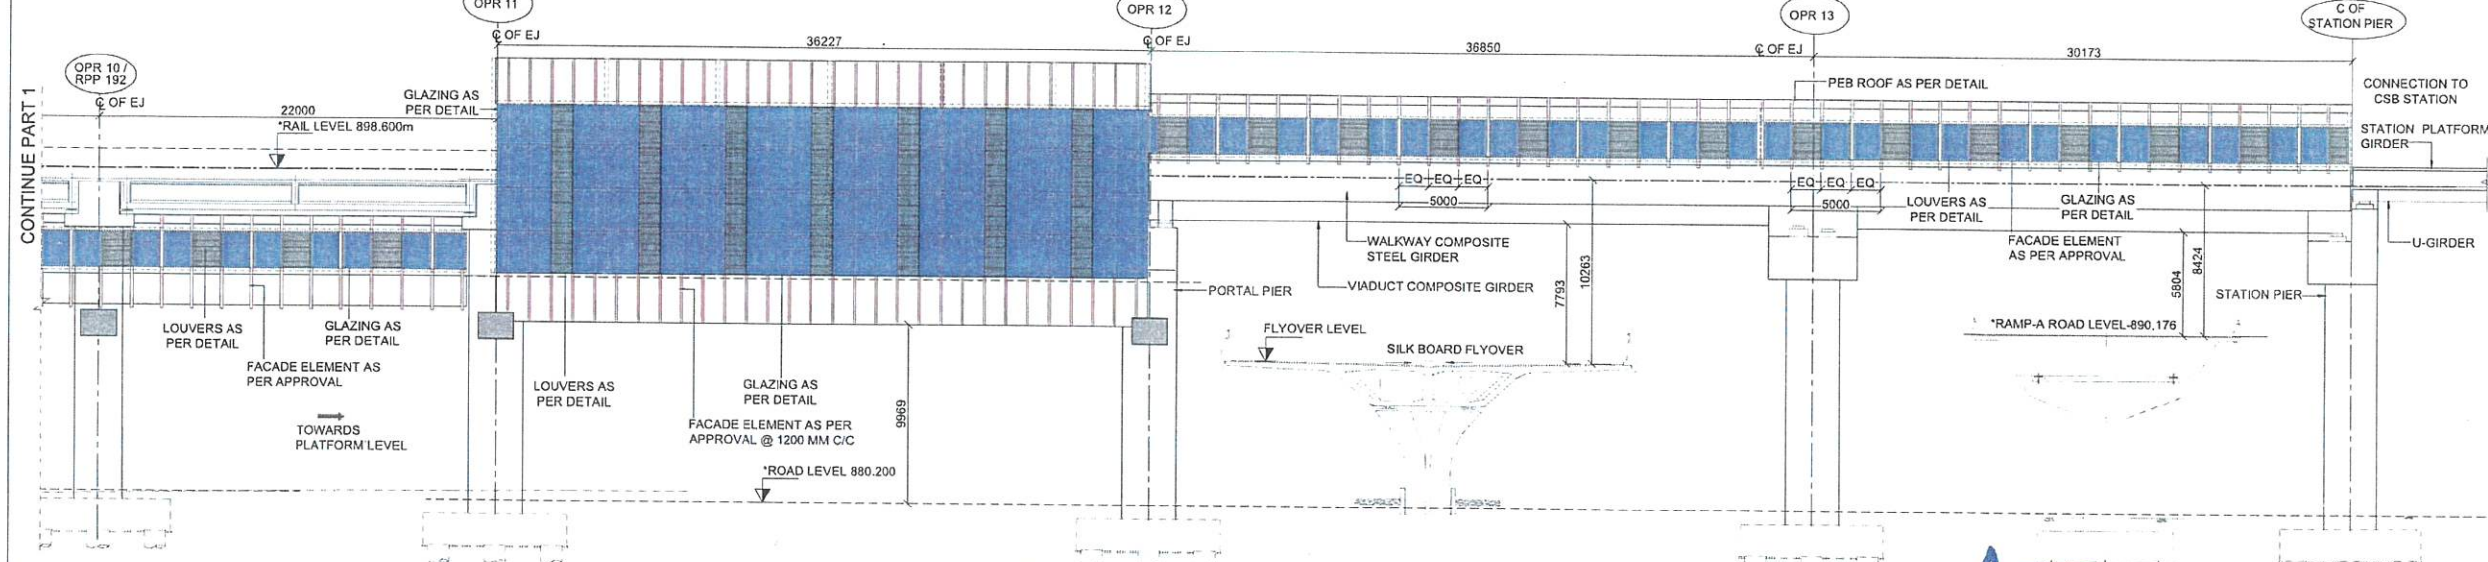 OPR 11
OPR 12
OPR 13
C OF
STATION PIER
OPR 10 /
RPP 192
℄ OF EJ
℄ OF EJ
℄ OF EJ
℄ OF EJ
22000
36227
36850
30173
CONTINUE PART 1
*RAIL LEVEL 898.600m
GLAZING AS
PER DETAIL
PEB ROOF AS PER DETAIL
CONNECTION TO
CSB STATION
STATION PLATFORM
GIRDER
EQ EQ EQ
5000
EQ EQ EQ
5000
LOUVERS AS
PER DETAIL
GLAZING AS
PER DETAIL
WALKWAY COMPOSITE
STEEL GIRDER
FACADE ELEMENT
AS PER APPROVAL
U-GIRDER
VIADUCT COMPOSITE GIRDER
PORTAL PIER
7793
10263
5804
8424
STATION PIER
LOUVERS AS
PER DETAIL
GLAZING AS
PER DETAIL
FACADE ELEMENT AS
PER APPROVAL
FLYOVER LEVEL
SILK BOARD FLYOVER
*RAMP-A ROAD LEVEL-890,176
LOUVERS AS
PER DETAIL
GLAZING AS
PER DETAIL
FACADE ELEMENT AS PER
APPROVAL @ 1200 MM C/C
9969
TOWARDS
PLATFORM LEVEL
*ROAD LEVEL 880.200